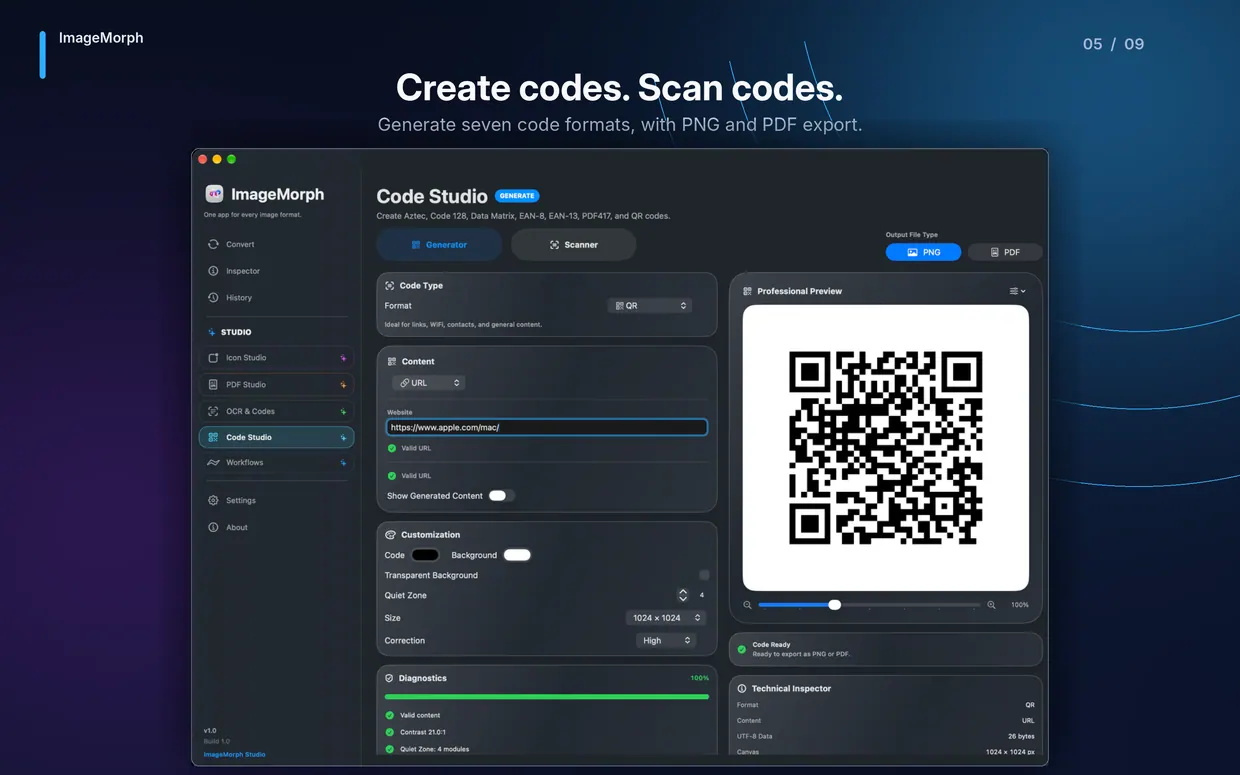 ImageMorph
05 / 09
Create codes. Scan codes.
Generate seven code formats, with PNG and PDF export.
ImageMorph
One app for every image format.
Convert
Inspector
History
STUDIO
Icon Studio
PDF Studio
OCR & Codes
Code Studio
Workflows
Settings
About
v1.0
Build 1.0
ImageMorph Studio
Code Studio GENERATE
Create Aztec, Code 128, Data Matrix, EAN-8, EAN-13, PDF417, and QR codes.
Generator
Scanner
Output File Type
PNG
PDF
Code Type
Format
QR
Ideal for links, WiFi, contacts, and general content.
Content
URL
Website
https://www.apple.com/mac/
Valid URL
Valid URL
Show Generated Content
Customization
Code
Background
Transparent Background
Quiet Zone
4
Size
1024 × 1024
Correction
High
Diagnostics
100%
Valid content
Contrast 21.0:1
Quiet Zone: 4 modules
Professional Preview
100%
Code Ready
Ready to export as PNG or PDF.
Technical Inspector
Format
QR
Content
URL
UTF-8 Data
26 bytes
Canvas
1024 × 1024 px